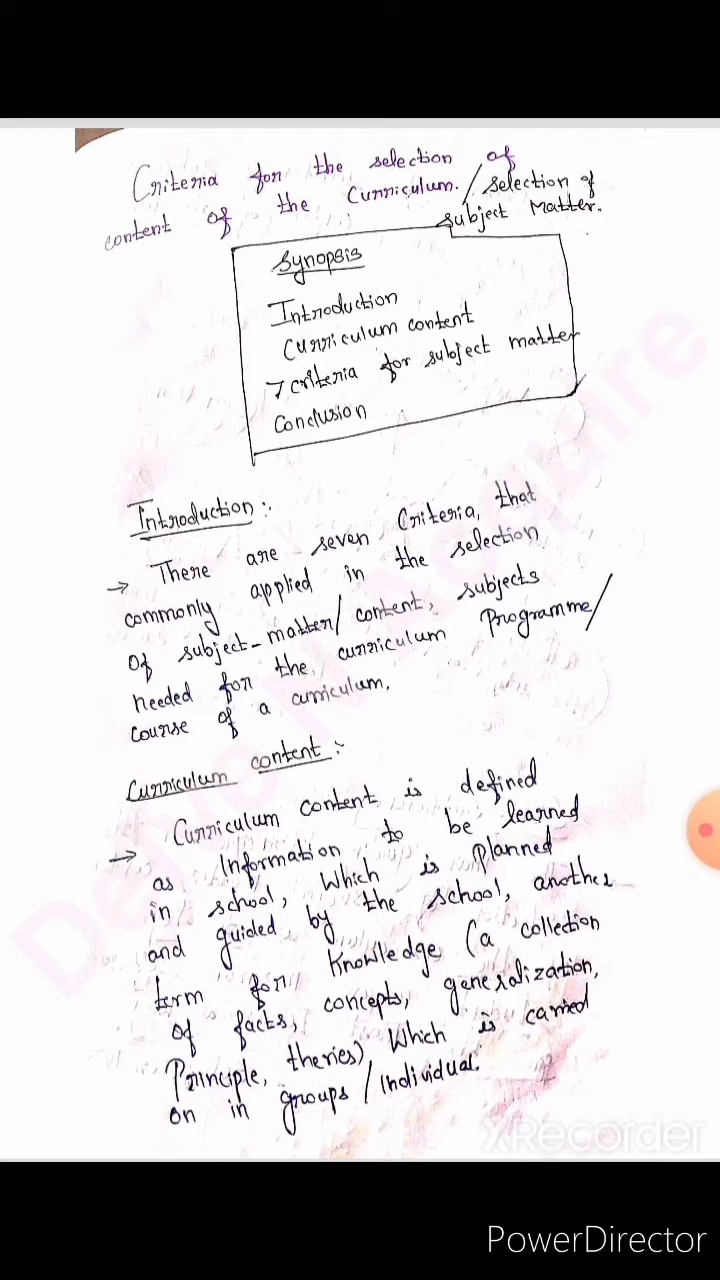 Criteria for the selection of
content of the Curriculum. / selection of
subject Matter.
Synopsis
Introduction
Curriculum content
7 criteria for subject matter
Conclusion
Introduction :-
→ There are seven Criteria, that
commonly applied in the selection
of subject-matter/content, subjects
needed for the curriculum Programme/
course of a curriculum.
Curriculum content :-
→ Curriculum content is defined
as Information to be learned
in school, Which is Planned
and guided by the school, another
term for Knowledge (a collection
of facts, concepts, generalization,
Principle, theries) Which is carried
on in groups / individual.
XRecorder
PowerDirector